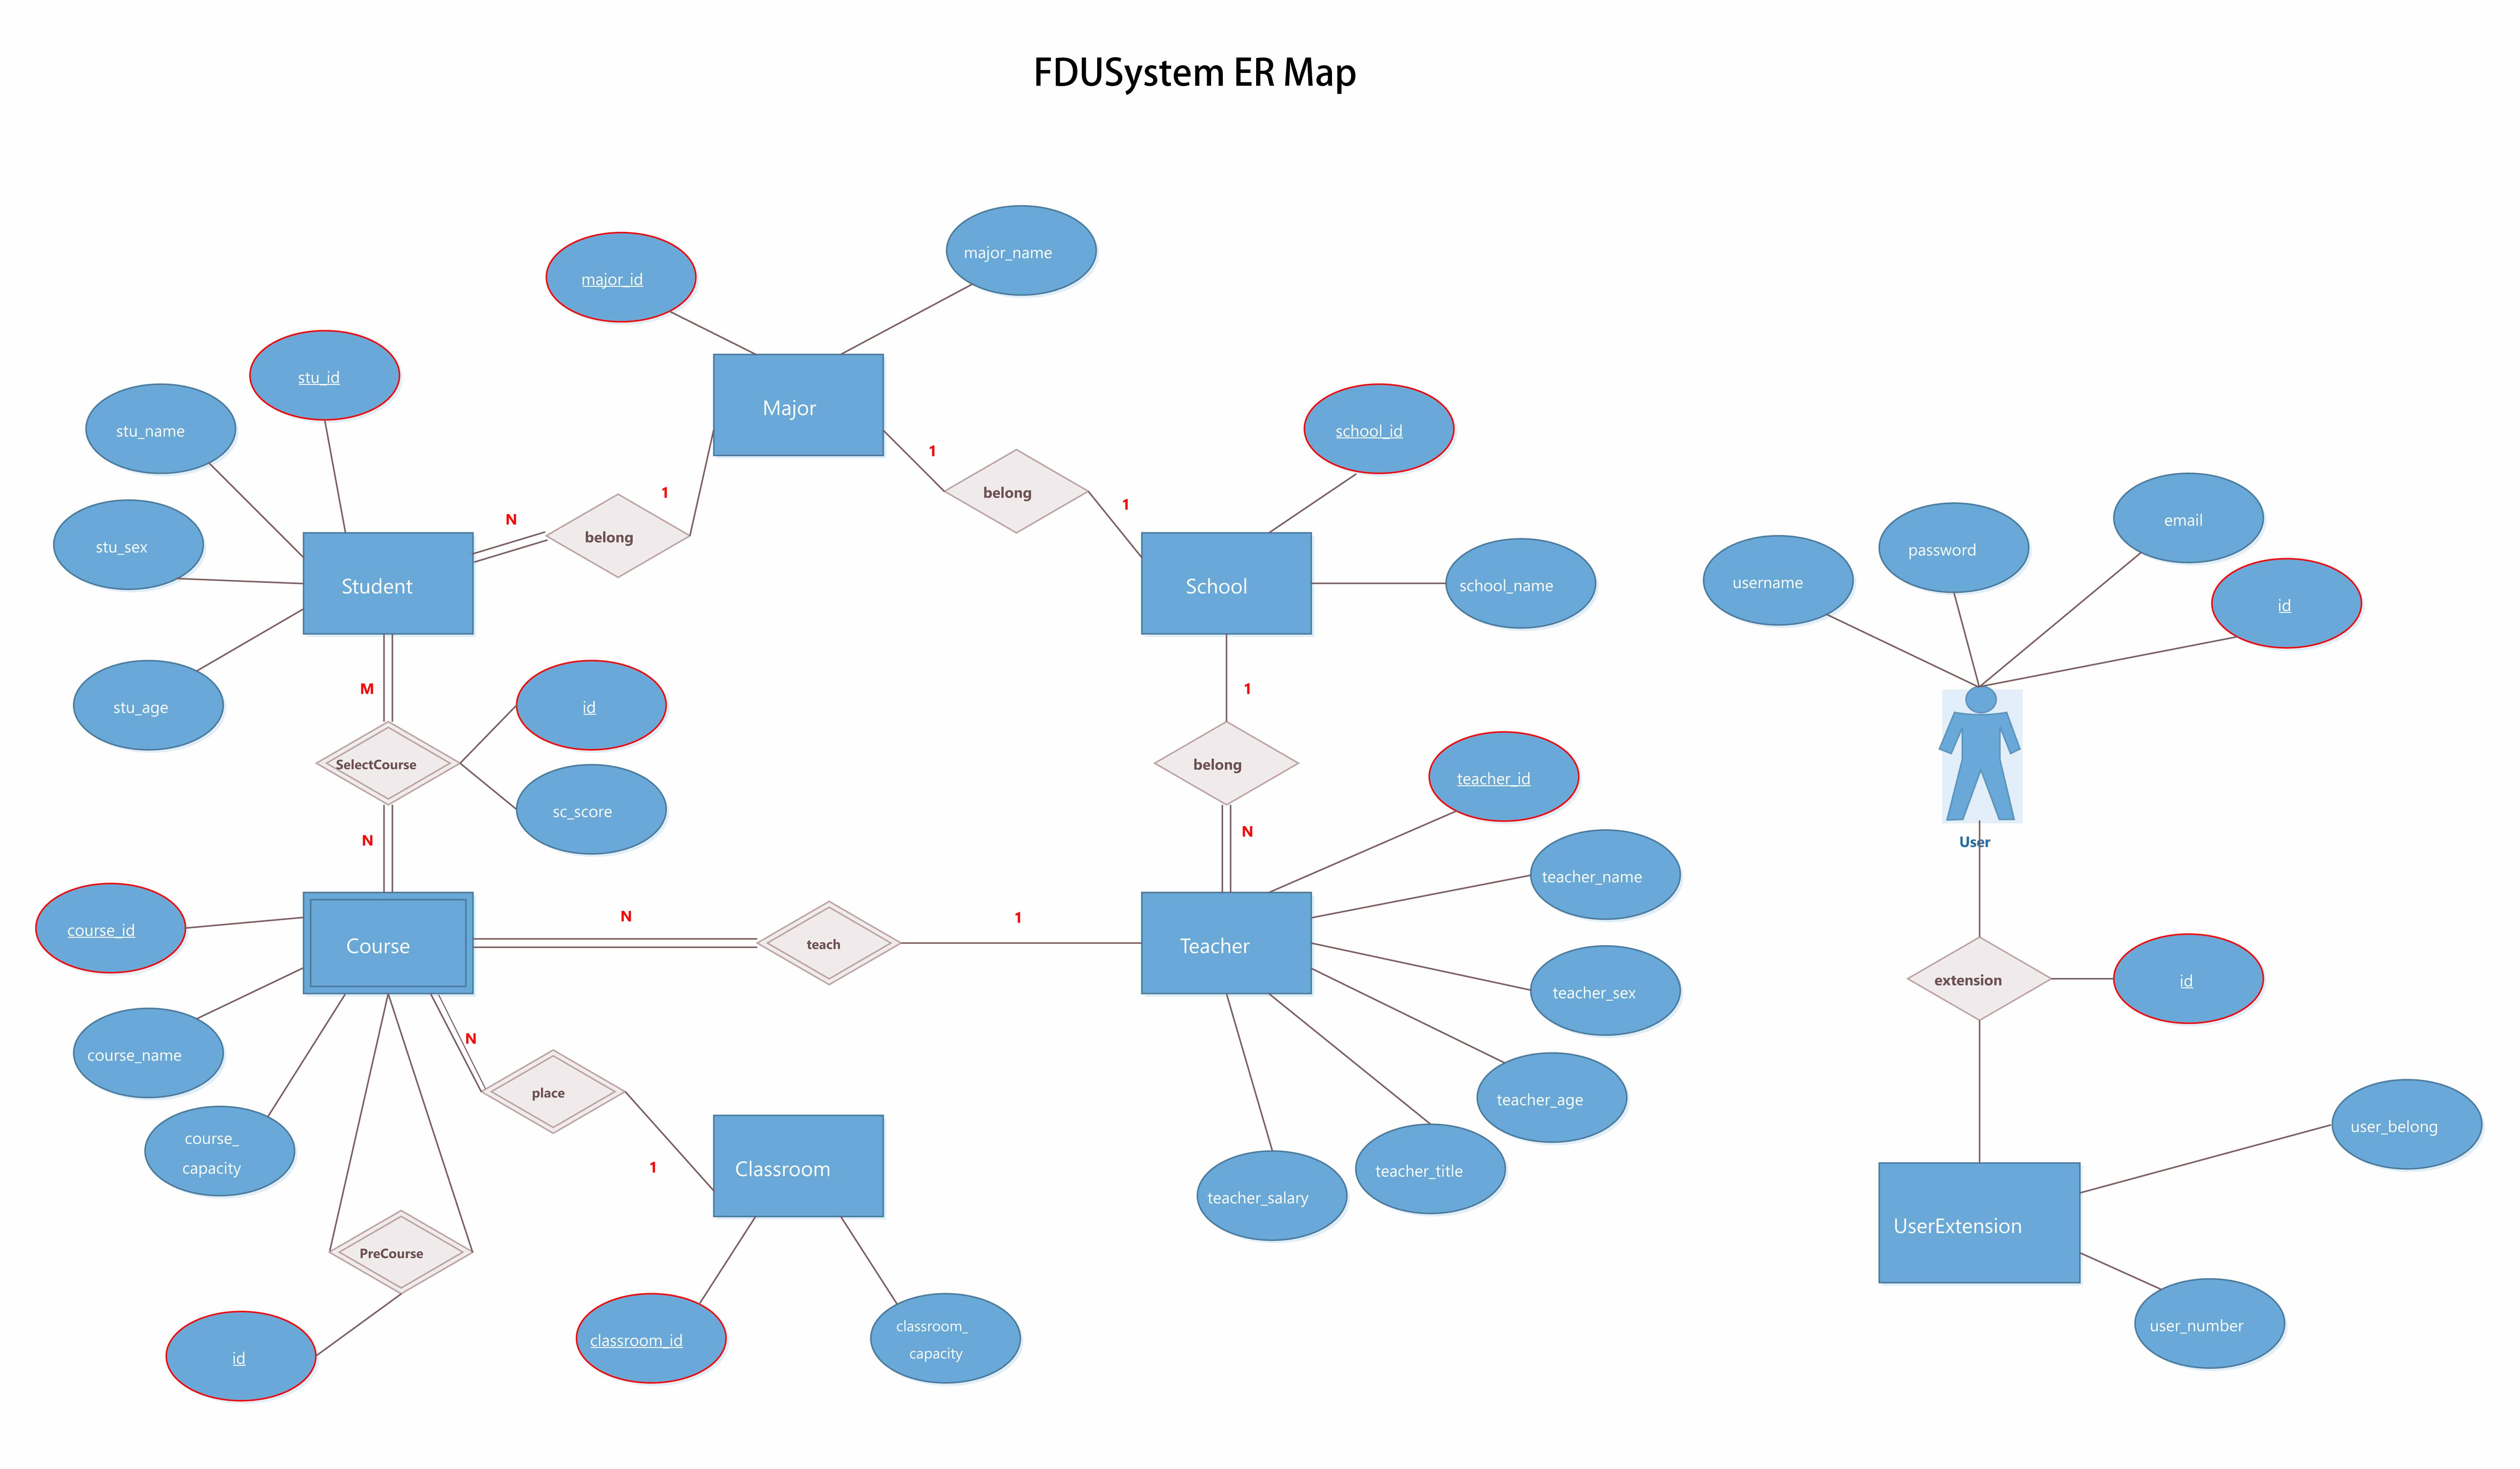 FDUSystem ER Map
major_name
major_id
stu_id
Major
school_id
stu_name
1
belong
1
1
email
N
belong
stu_sex
password
username
Student
School
school_name
id
M
1
id
stu_age
SelectCourse
belong
teacher_id
sc_score
N
N
User
teacher_name
N
1
course_id
Course
teach
Teacher
extension
id
teacher_sex
N
course_name
place
teacher_age
user_belong
course_
capacity
1
Classroom
teacher_title
teacher_salary
UserExtension
PreCourse
classroom_
user_number
classroom_id
capacity
id